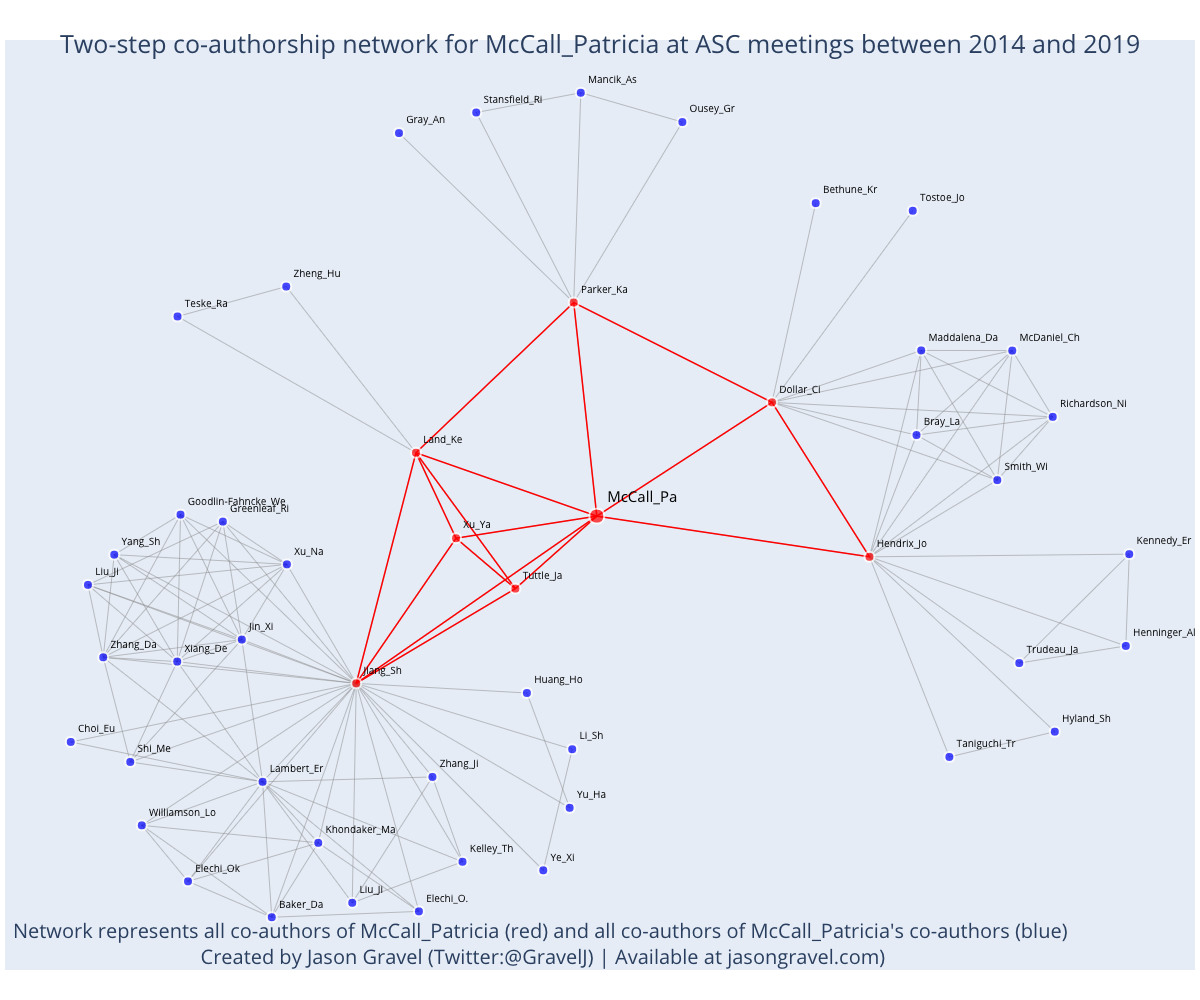 Two-step co-authorship network for McCall_Patricia at ASC meetings between 2014 and 2019
Mancik_As
Stansfield_Ri
Ousey_Gr
Gray_An
Bethune_Kr
Tostoe_Jo
Zheng_Hu
Parker_Ka
Teske_Ra
Maddalena_Da
McDaniel_Ch
Dollar_Ci
Richardson_Ni
Bray_La
Land_Ke
Smith_Wi
McCall_Pa
Goodlin-Fahncke_We
Greenleaf_Ri
Xu_Ya
Yang_Sh
Xu_Na
Hendrix_Jo
Kennedy_Er
Liu_Ji
Tuttle_Ja
Jin_Xi
Zhang_Da
Xiang_De
Henninger_Al
Trudeau_Ja
Jiang_Sh
Huang_Ho
Choi_Eu
Hyland_Sh
Shi_Me
Li_Sh
Taniguchi_Tr
Lambert_Er
Zhang_Ji
Yu_Ha
Williamson_Lo
Khondaker_Ma
Kelley_Th
Ye_Xi
Elechi_Ok
Liu_JI
Elechi_O.
Baker_Da
Network represents all co-authors of McCall_Patricia (red) and all co-authors of McCall_Patricia's co-authors (blue)
Created by Jason Gravel (Twitter:@GravelJ) | Available at jasongravel.com)